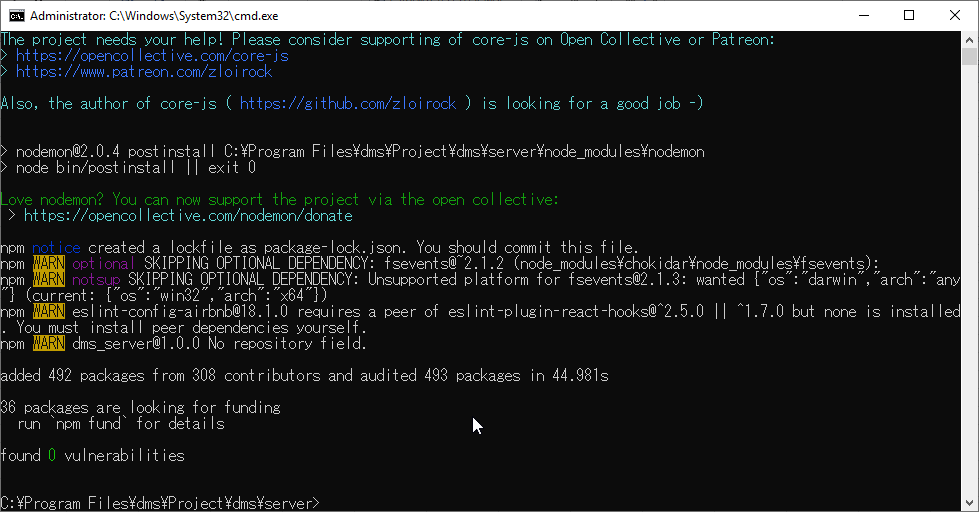 Administrator: C:\Windows\System32\cmd.exe
The project needs your help! Please consider supporting of core-js on Open Collective or Patreon:
> https://opencollective.com/core-js
> https://www.patreon.com/zloirock
Also, the author of core-js ( https://github.com/zloirock ) is looking for a good job -)
> nodemon@2.0.4 postinstall C:¥Program Files¥dms¥Project¥dms¥server¥node_modules¥nodemon
> node bin/postinstall || exit 0
Love nodemon? You can now support the project via the open collective:
 > https://opencollective.com/nodemon/donate
npm notice created a lockfile as package-lock.json. You should commit this file.
npm WARN optional SKIPPING OPTIONAL DEPENDENCY: fsevents@~2.1.2 (node_modules¥chokidar¥node_modules¥fsevents):
npm WARN notsup SKIPPING OPTIONAL DEPENDENCY: Unsupported platform for fsevents@2.1.3: wanted {"os":"darwin","arch":"any
"} (current: {"os":"win32","arch":"x64"})
npm WARN eslint-config-airbnb@18.1.0 requires a peer of eslint-plugin-react-hooks@^2.5.0 || ^1.7.0 but none is installed
. You must install peer dependencies yourself.
npm WARN dms_server@1.0.0 No repository field.
added 492 packages from 308 contributors and audited 493 packages in 44.981s
36 packages are looking for funding
  run `npm fund` for details
found 0 vulnerabilities
C:¥Program Files¥dms¥Project¥dms¥server>